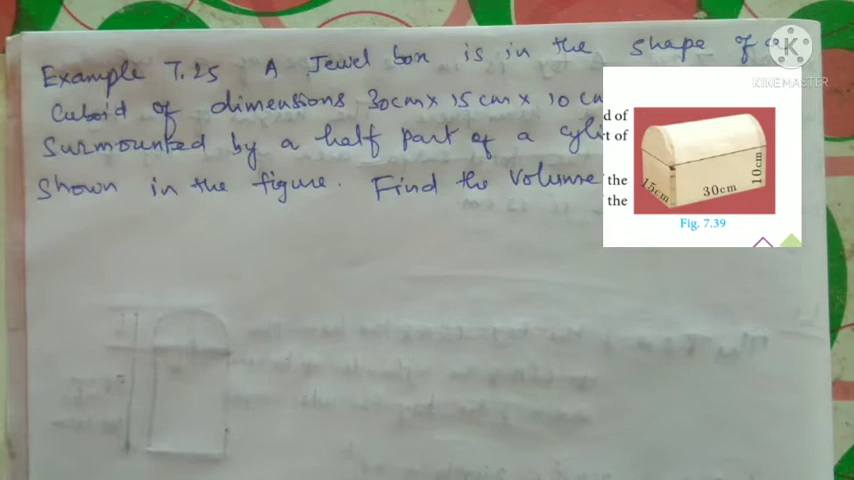 Example 7.25 A Jewel box is in the shape of a
Cuboid of dimensions 30cm x 15 cm x 10 cm
Surmounted by a half part of a
shown in the figure. Find the volume
KINEMASTER
d of
t of
the
the
15cm
30cm
10cm
Fig. 7.39